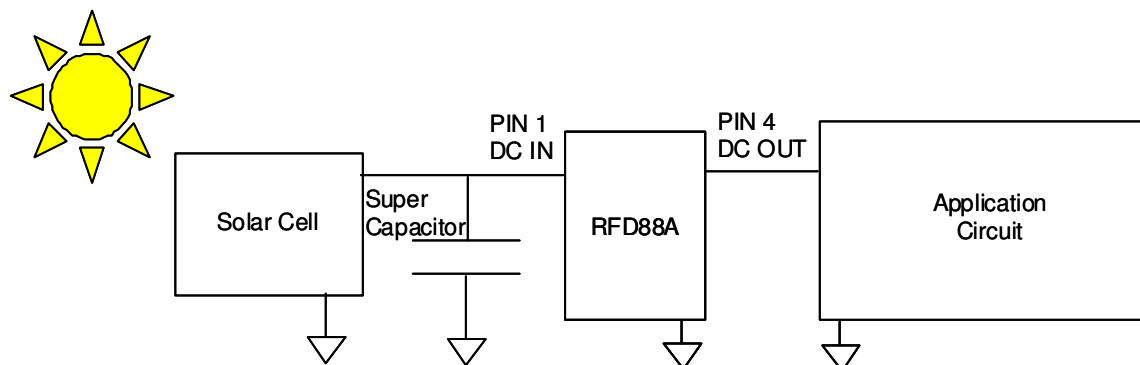 PIN 1
DC IN
PIN 4
DC OUT
Solar Cell
Super
Capacitor
RFD88A
Application
Circuit